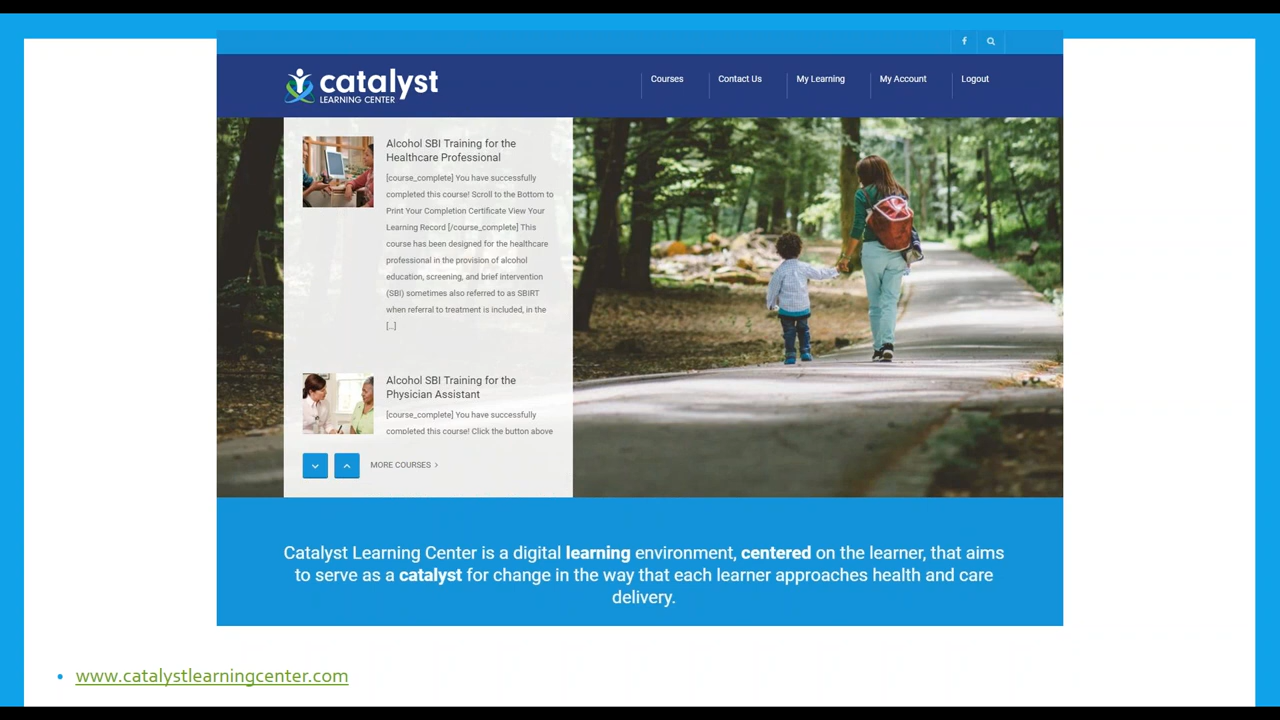 catalyst
LEARNING CENTER
Courses
Contact Us
My Learning
My Account
Logout
Alcohol SBI Training for the
Healthcare Professional
[course_complete] You have successfully
completed this course! Scroll to the Bottom to
Print Your Completion Certificate View Your
Learning Record [/course_complete] This
course has been designed for the healthcare
professional in the provision of alcohol
education, screening, and brief intervention
(SBI) sometimes also referred to as SBIRT
when referral to treatment is included, in the
[...]
Alcohol SBI Training for the
Physician Assistant
[course_complete] You have successfully
completed this course! Click the button above
MORE COURSES >
Catalyst Learning Center is a digital learning environment, centered on the learner, that aims
to serve as a catalyst for change in the way that each learner approaches health and care
delivery.
• www.catalystlearningcenter.com